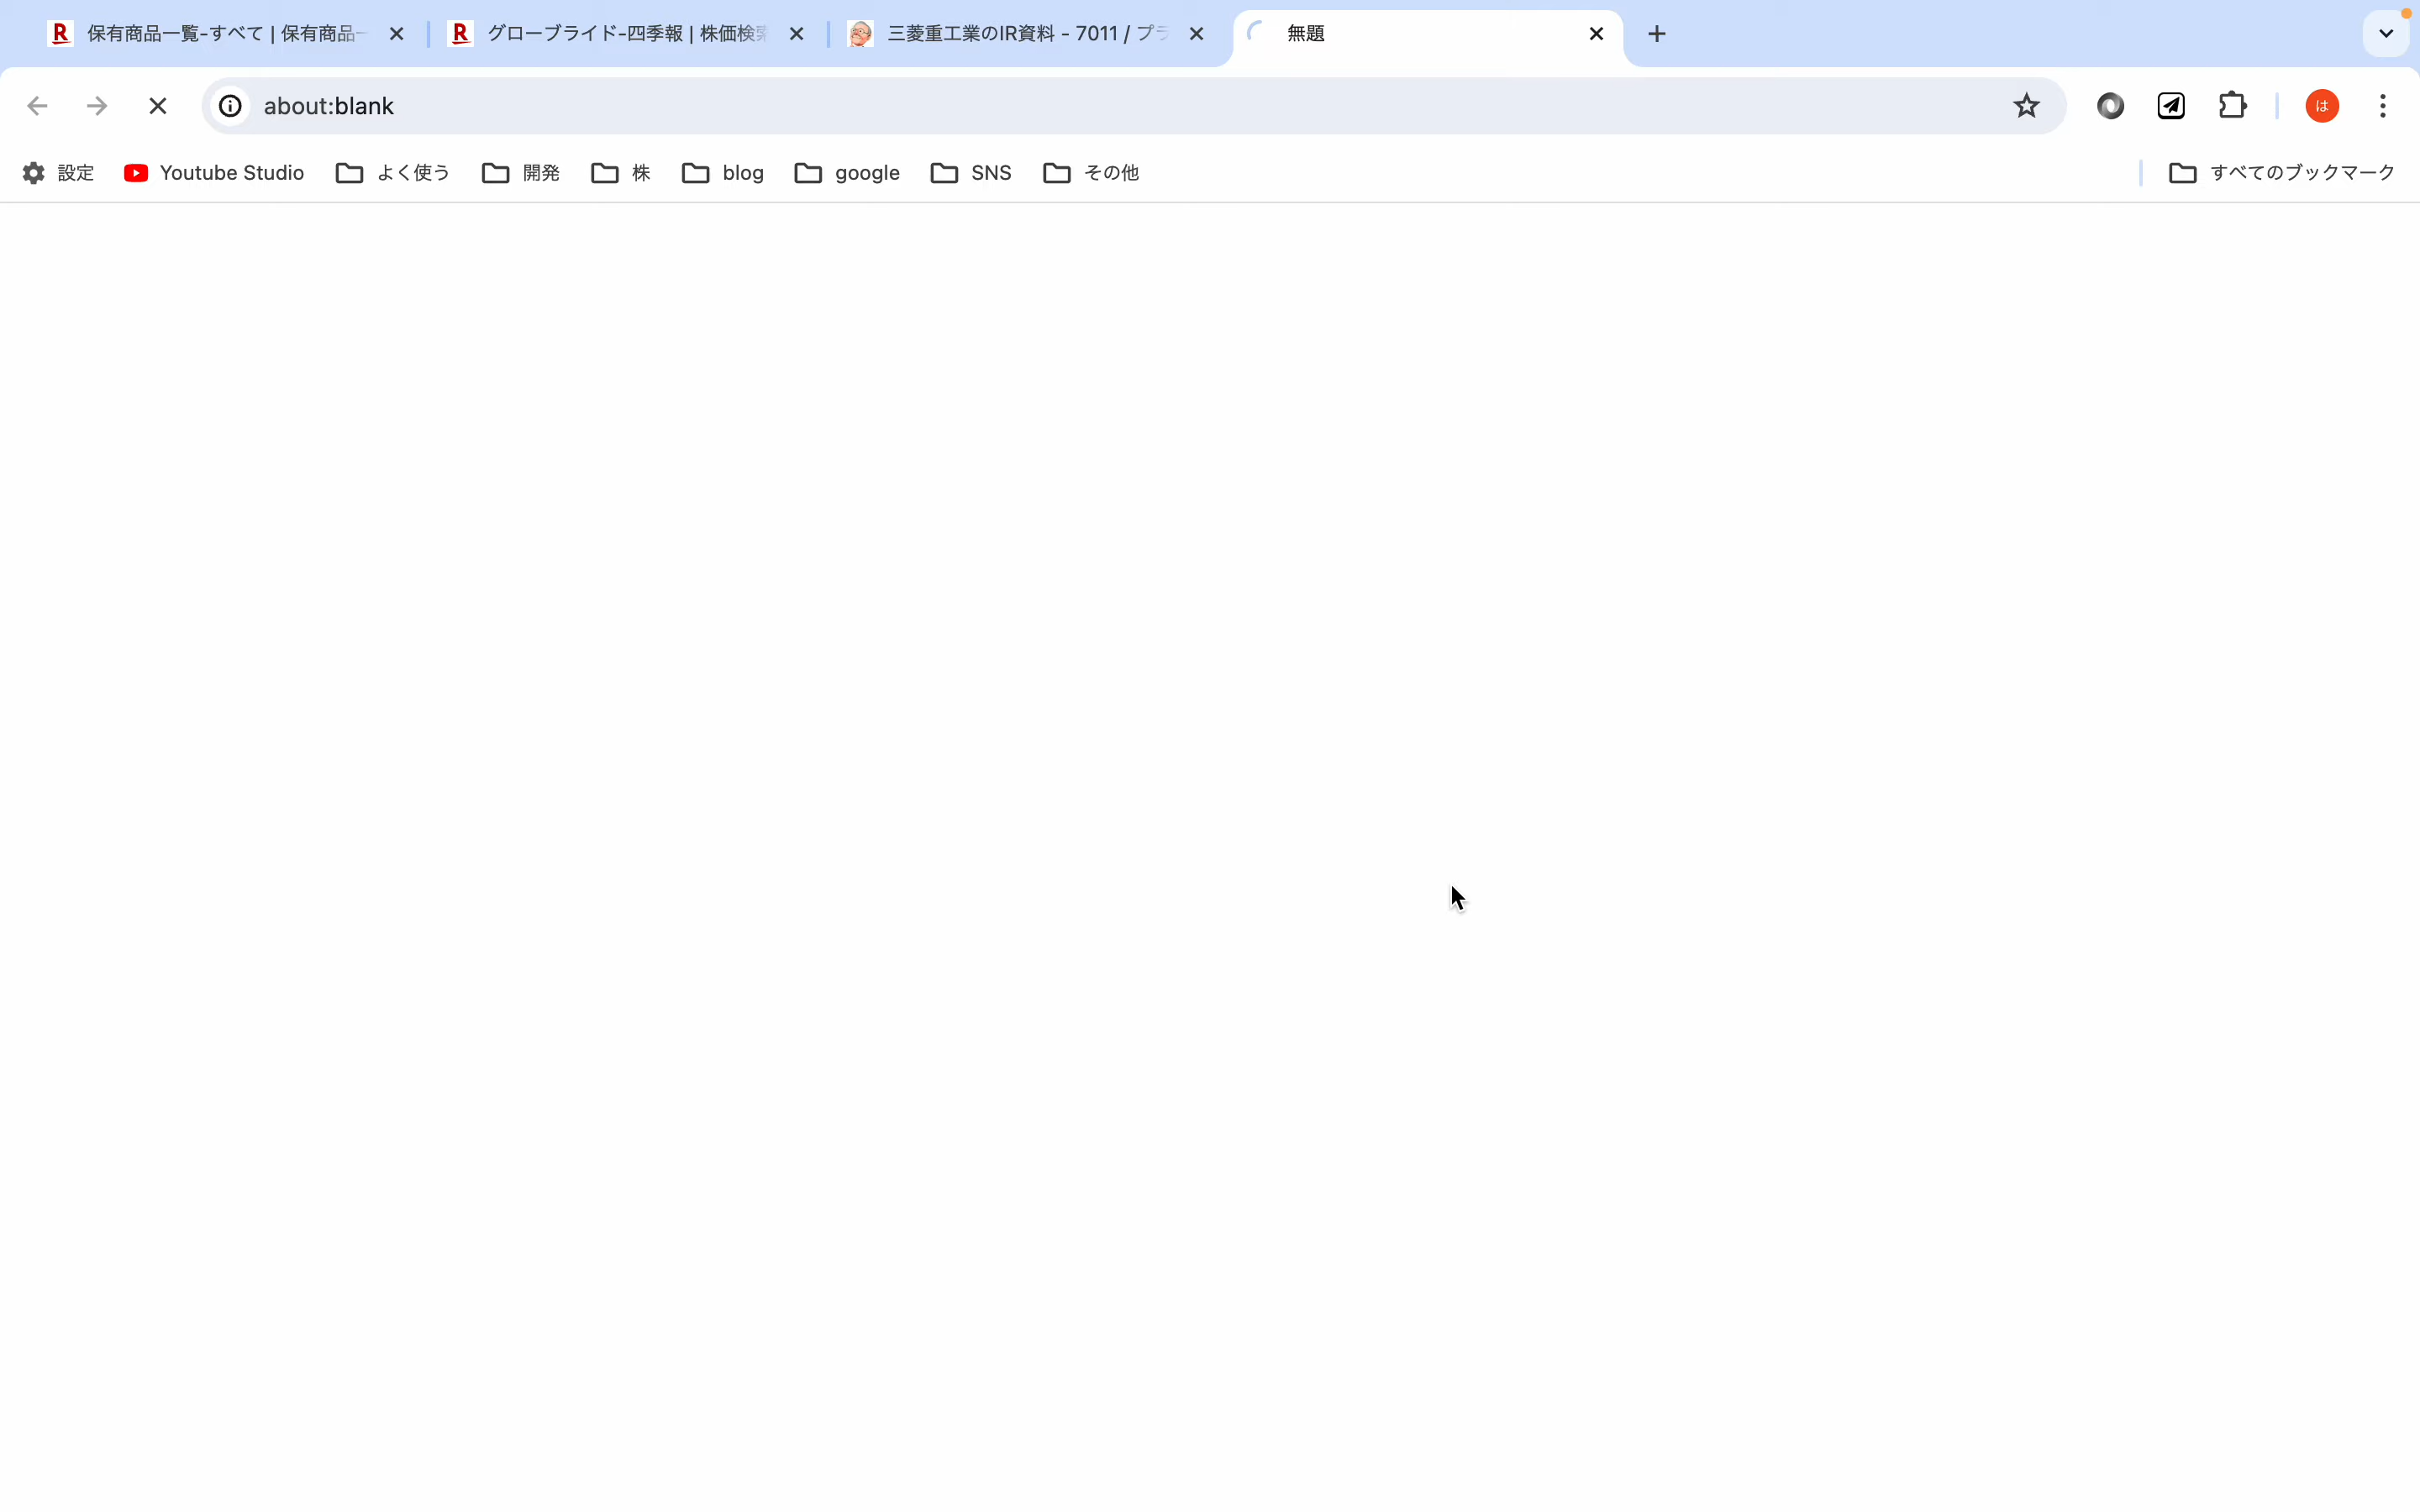 保有商品一覧-すべて | 保有商品一
グローブライド-四季報 | 株価検索
三菱重工業のIR資料 - 7011 / プラ
無題
about:blank
は
設定
Youtube Studio
よく使う
開発
株
blog
google
SNS
その他
すべてのブックマーク